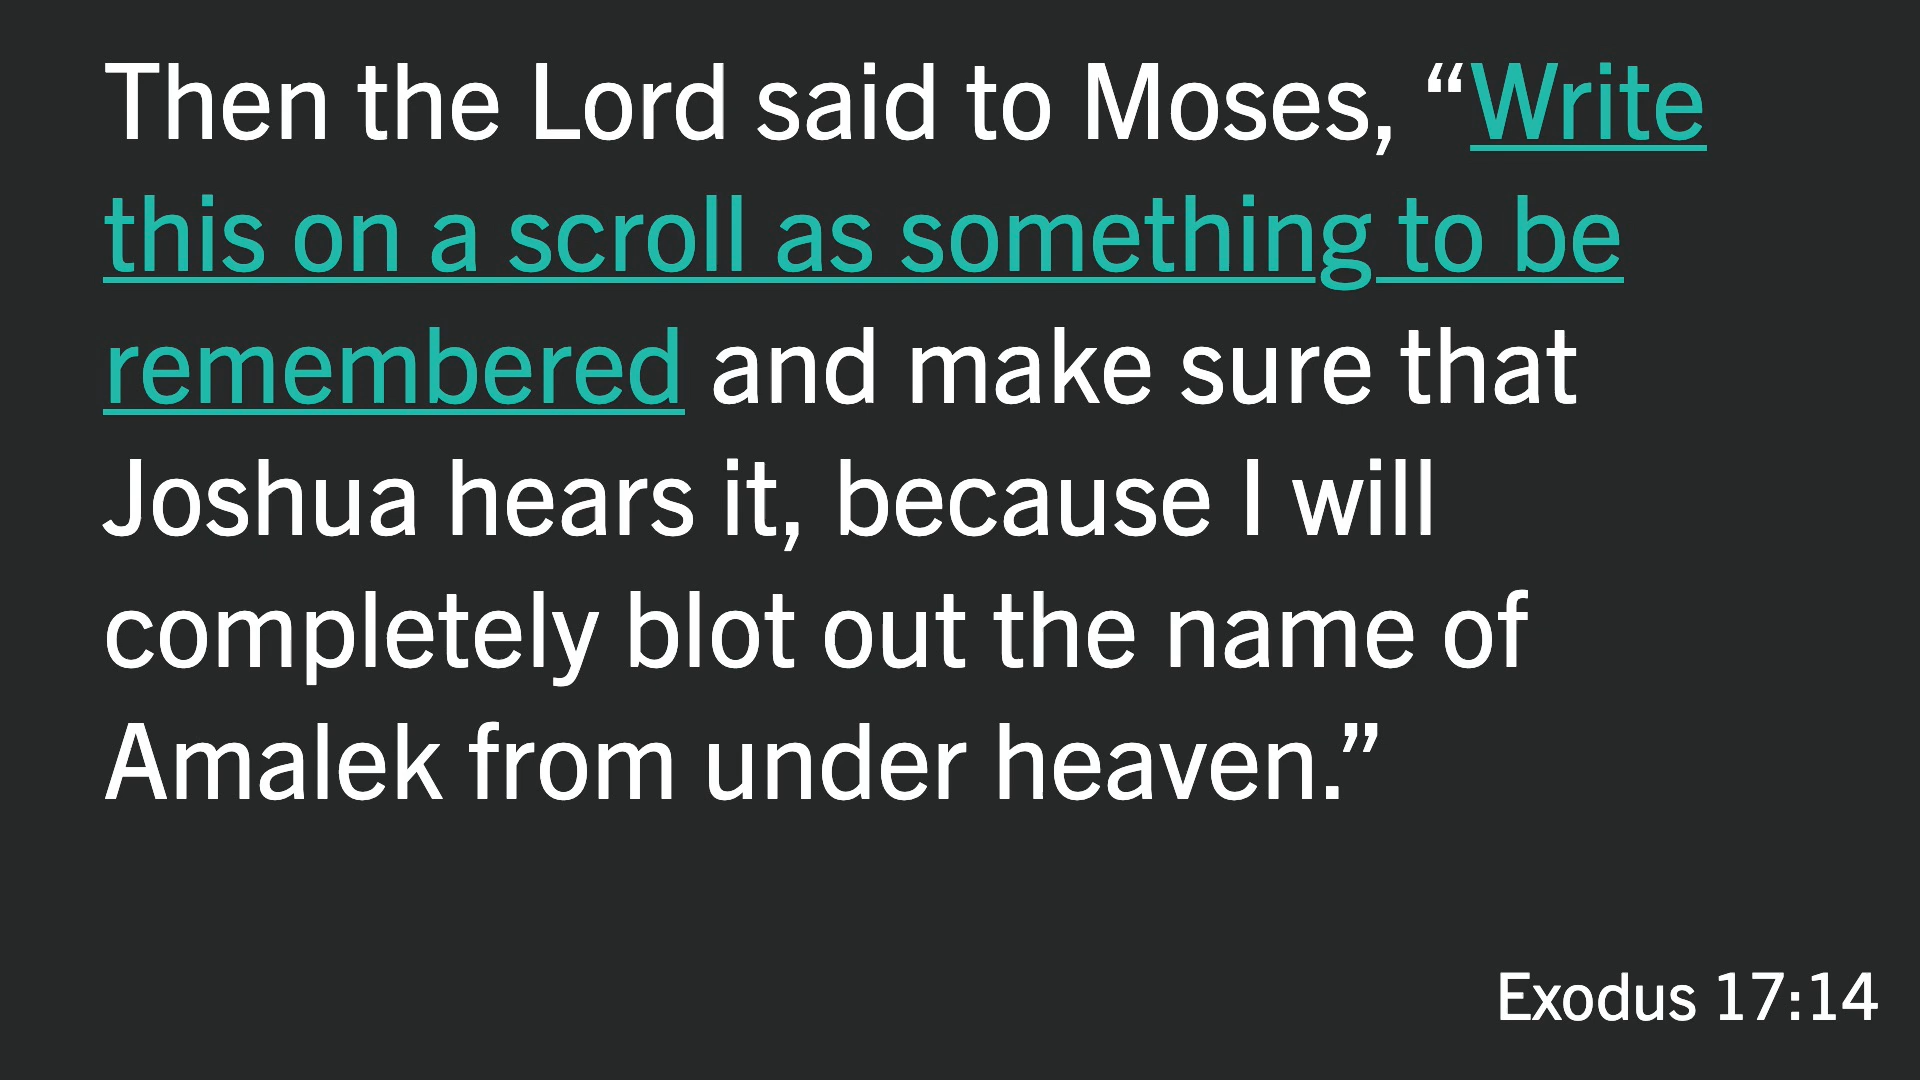 Then the Lord said to Moses, “Write
this on a scroll as something to be
remembered and make sure that
Joshua hears it, because I will
completely blot out the name of
Amalek from under heaven.”
Exodus 17:14